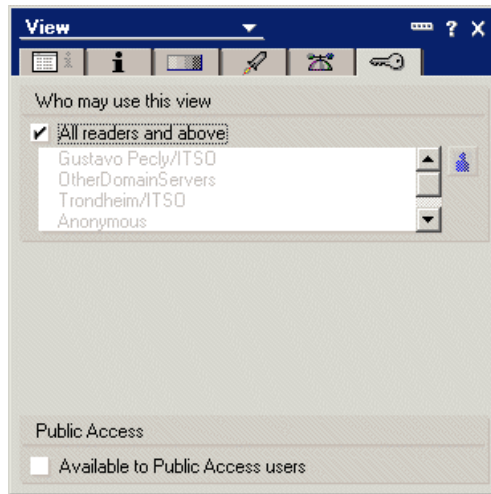 View
?
X
i
i
Who may use this view
All readers and above
Gustavo Pecly/ITSO
OtherDomainServers
Trondheim/ITSO
Anonymous
Public Access
Available to Public Access users